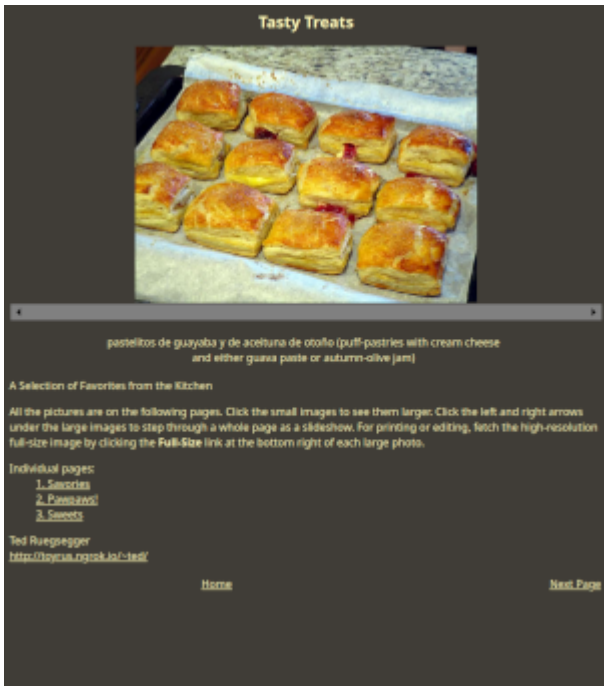 Tasty Treats
pastelitos de guayaba y de aceituna de otoño (puff-pastries with cream cheese
and either guava paste or autumn-olive jam)
A Selection of Favorites from the Kitchen
All the pictures are on the following pages. Click the small images to see them larger. Click the left and right arrows
under the large images to step through a whole page as a slideshow. For printing or editing, fetch the high-resolution
full-size image by clicking the Full-Size link at the bottom right of each large photo.
Individual pages:
1. Savories
2. Pawpaws!
3. Sweets
Ted Ruegsegger
http://toyrus.ngrok.io/~ted/
Home Next Page